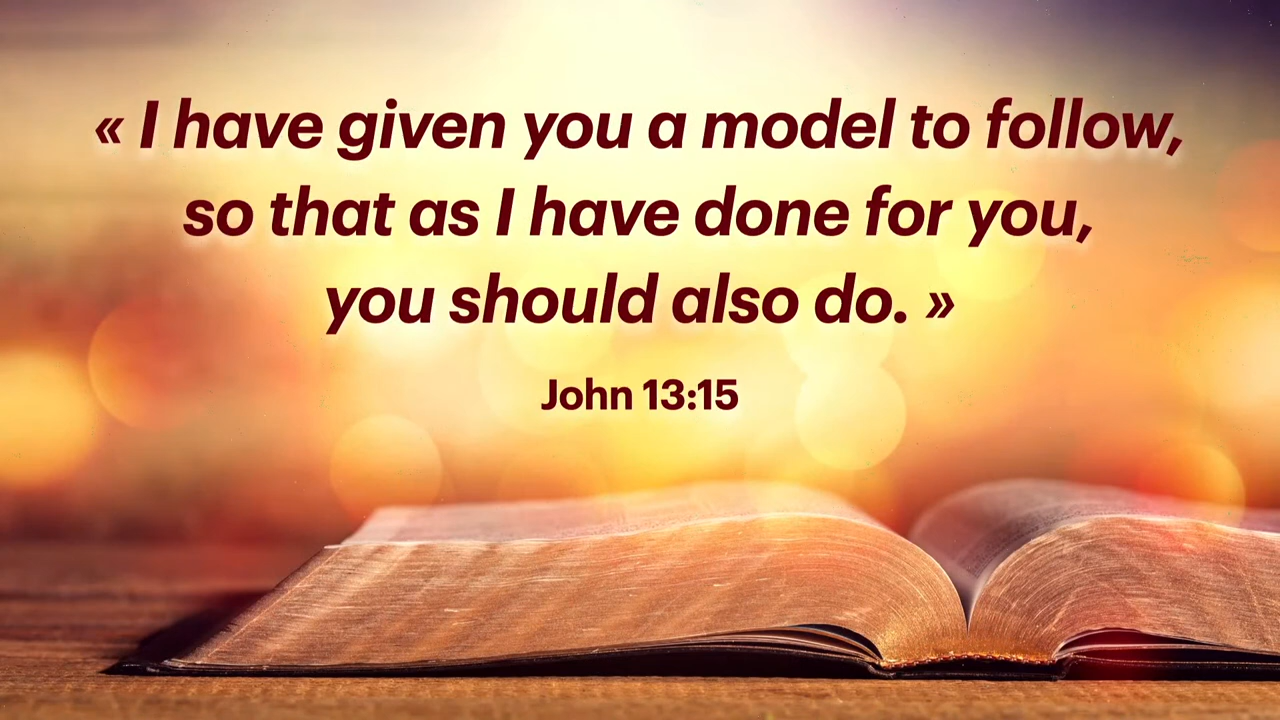 « I have given you a model to follow,
so that as I have done for you,
you should also do. »
John 13:15